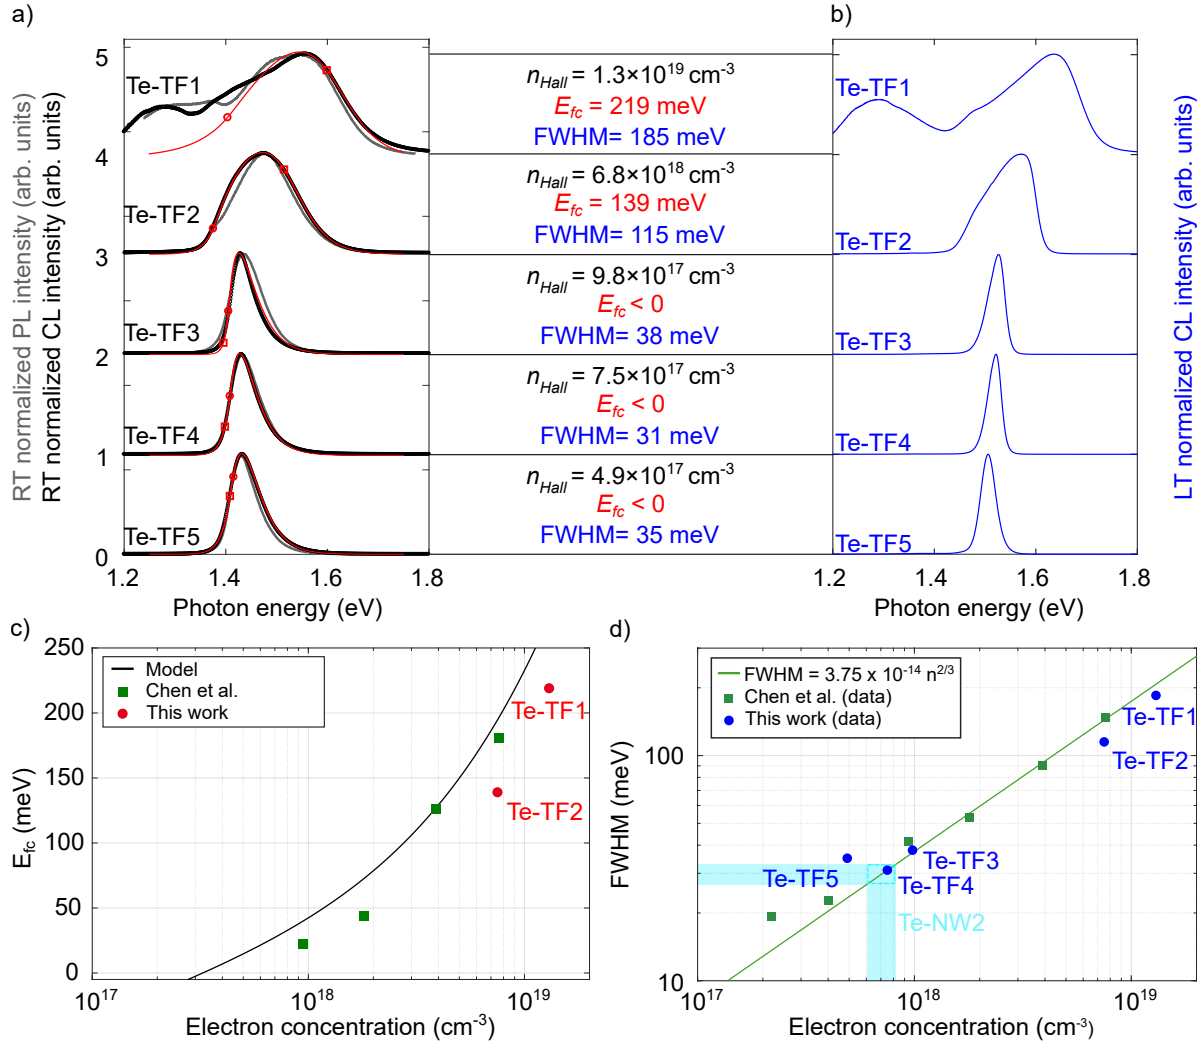 a)
b)
RT normalized PL intensity (arb. units)
RT normalized CL intensity (arb. units)
5
4
3
2
1
0
Te-TF1
Te-TF2
Te-TF3
Te-TF4
Te-TF5
1.2
1.4
1.6
1.8
Photon energy (eV)
n_Hall = 1.3×10^19 cm^-3
E_fc = 219 meV
FWHM= 185 meV
n_Hall = 6.8×10^18 cm^-3
E_fc = 139 meV
FWHM= 115 meV
n_Hall = 9.8×10^17 cm^-3
E_fc < 0
FWHM= 38 meV
n_Hall = 7.5×10^17 cm^-3
E_fc < 0
FWHM= 31 meV
n_Hall = 4.9×10^17 cm^-3
E_fc < 0
FWHM= 35 meV
Te-TF1
Te-TF2
Te-TF3
Te-TF4
Te-TF5
1.2
1.4
1.6
1.8
Photon energy (eV)
LT normalized CL intensity (arb. units)
c)
E_fc (meV)
250
200
150
100
50
0
Model
Chen et al.
This work
Te-TF1
Te-TF2
10^17
10^18
10^19
Electron concentration (cm^-3)
d)
FWHM (meV)
100
10
FWHM = 3.75 x 10^-14 n^2/3
Chen et al. (data)
This work (data)
Te-TF1
Te-TF2
Te-TF3
Te-TF5
Te-TF4
Te-NW2
10^17
10^18
10^19
Electron concentration (cm^-3)